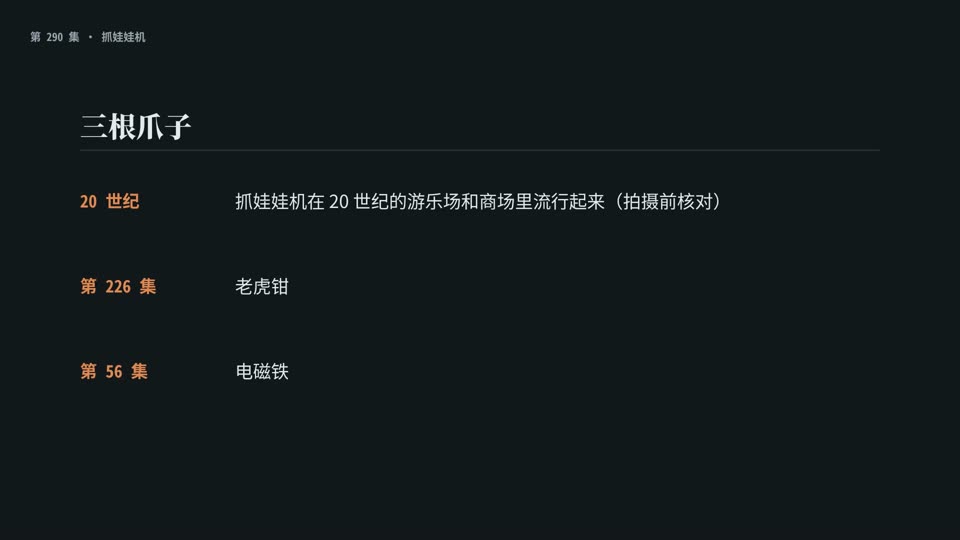 第 290 集 · 抓娃娃机
三根爪子
20 世纪 抓娃娃机在 20 世纪的游乐场和商场里流行起来（拍摄前核对）
第 226 集 老虎钳
第 56 集 电磁铁